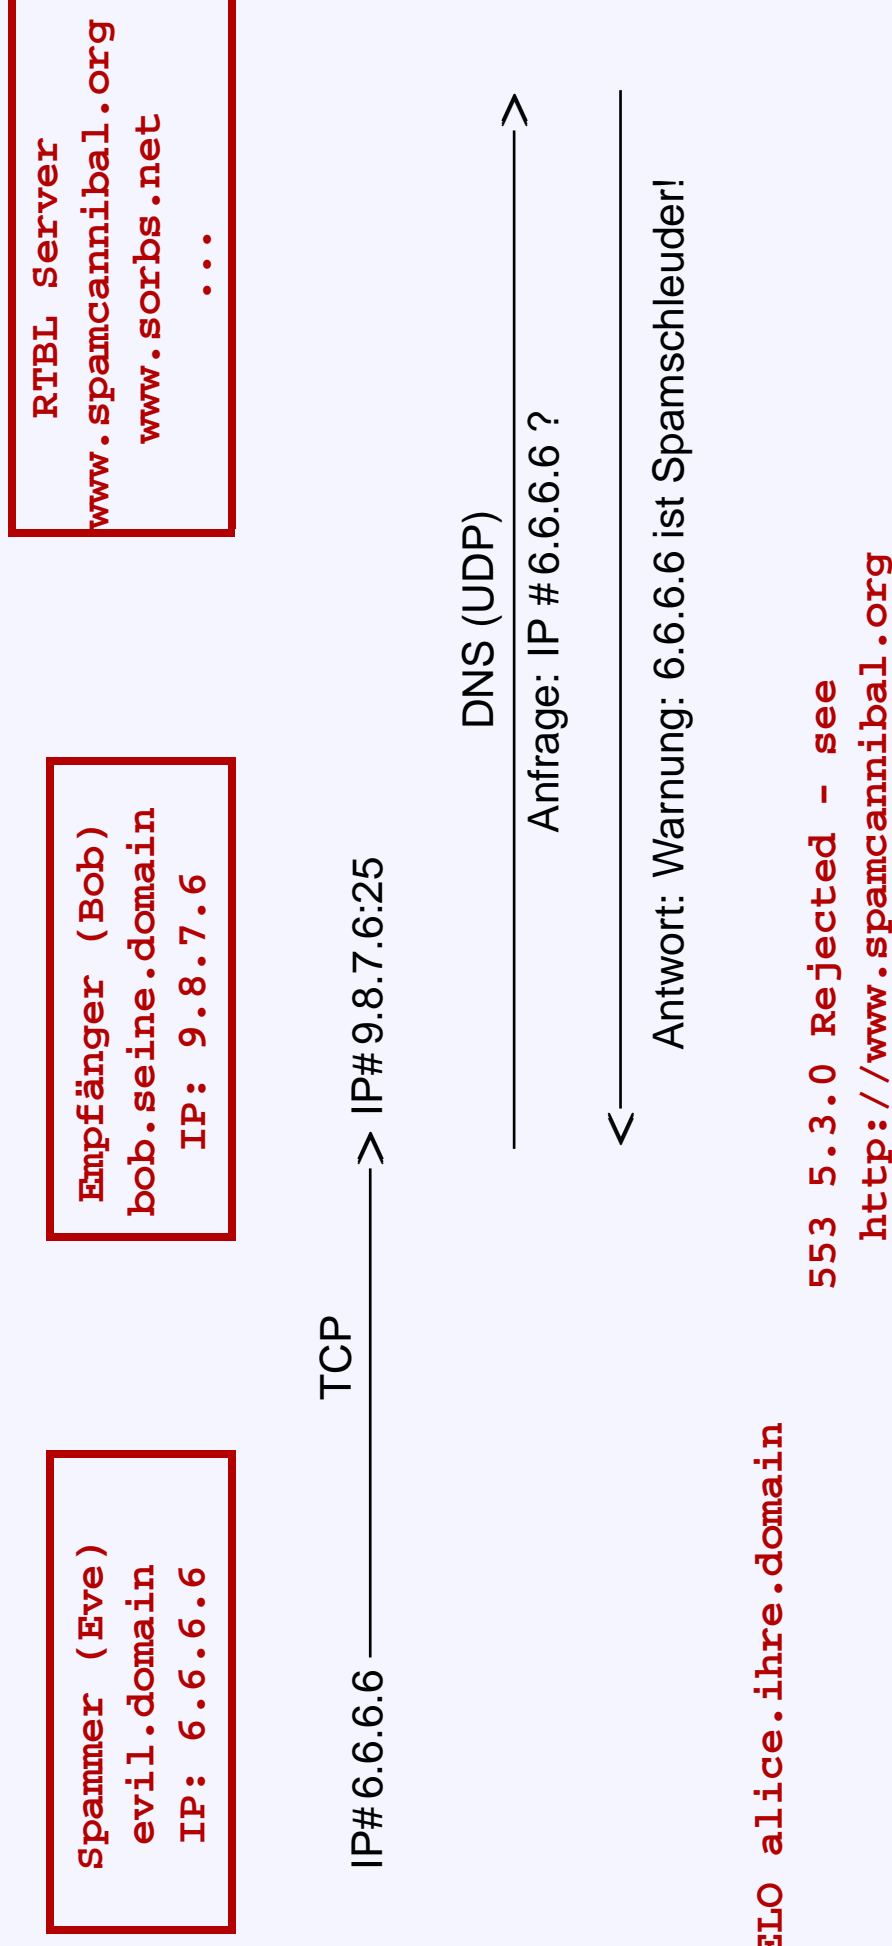 Spammer (Eve)
evil.domain
IP: 6.6.6.6
Empfänger (Bob)
bob.seine.domain
IP: 9.8.7.6
RTBL Server
www.spamcannibal.org
www.sorbs.net
...
TCP
IP# 6.6.6.6
IP# 9.8.7.6:25
DNS (UDP)
Anfrage: IP # 6.6.6.6 ?
Antwort: Warnung: 6.6.6.6 ist Spamschleuder!
ELO alice.ihre.domain
553 5.3.0 Rejected - see
http://www.spamcannibal.org